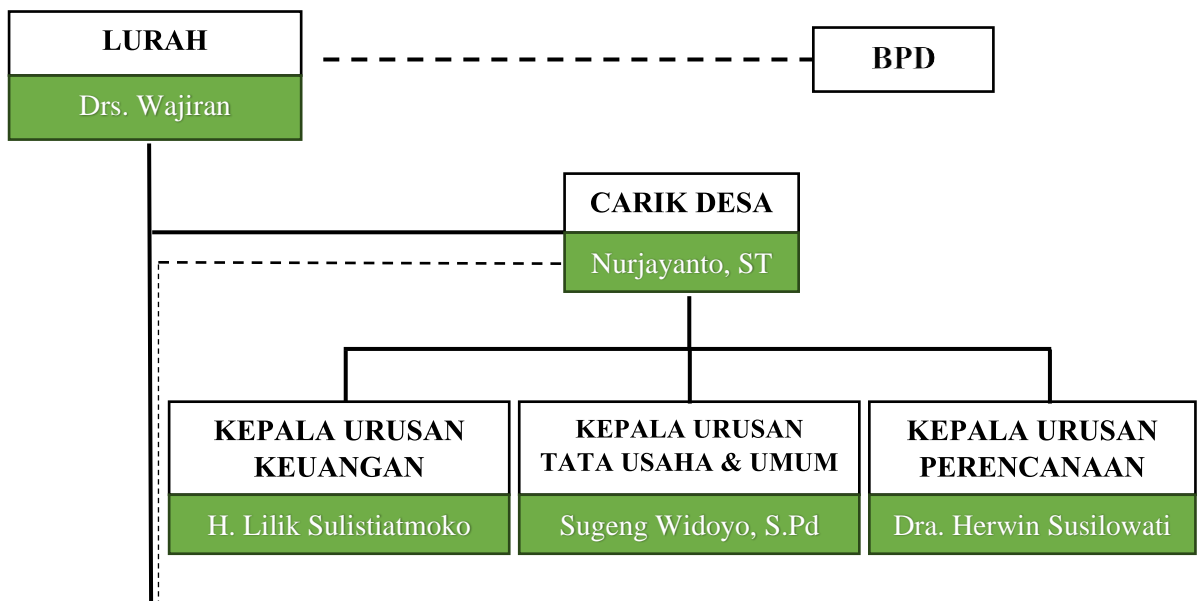 LURAH
Drs. Wajiran
BPD
CARIK DESA
Nurjayanto, ST
KEPALA URUSAN
KEUANGAN
H. Lilik Sulistiatmoko
KEPALA URUSAN
TATA USAHA & UMUM
Sugeng Widoyo, S.Pd
KEPALA URUSAN
PERENCANAAN
Dra. Herwin Susilowati